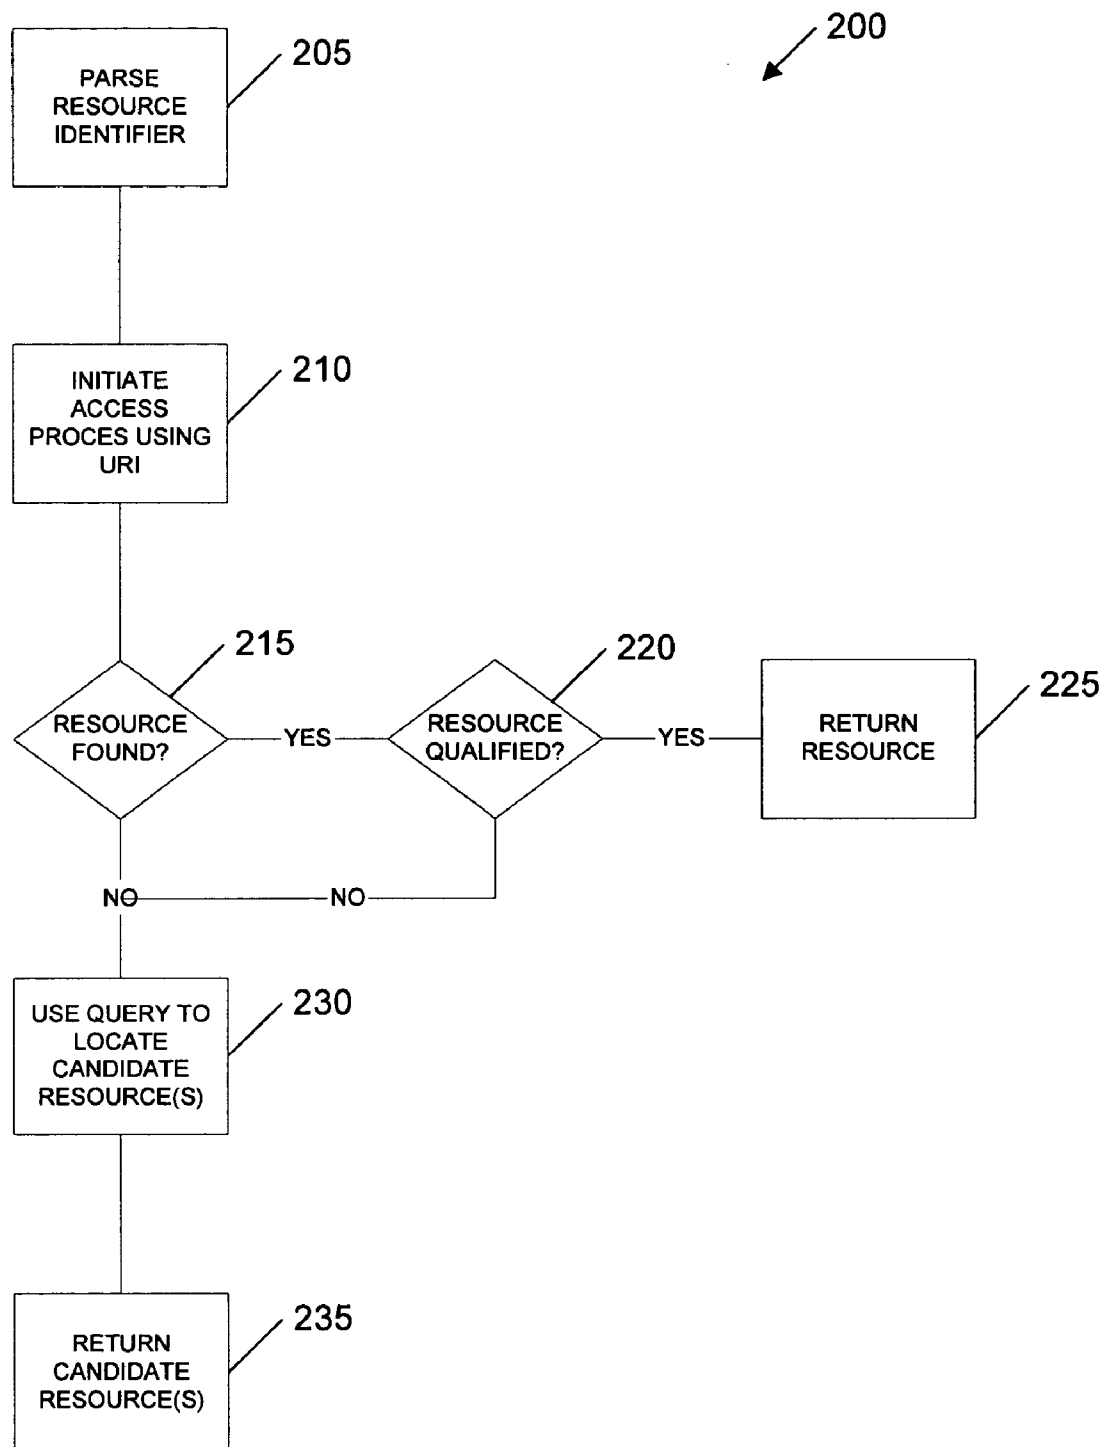 200
205
PARSE
RESOURCE
IDENTIFIER
210
INITIATE
ACCESS
PROCES USING
URI
215
RESOURCE
FOUND?
YES
220
RESOURCE
QUALIFIED?
YES
225
RETURN
RESOURCE
NO
NO
230
USE QUERY TO
LOCATE
CANDIDATE
RESOURCE(S)
235
RETURN
CANDIDATE
RESOURCE(S)